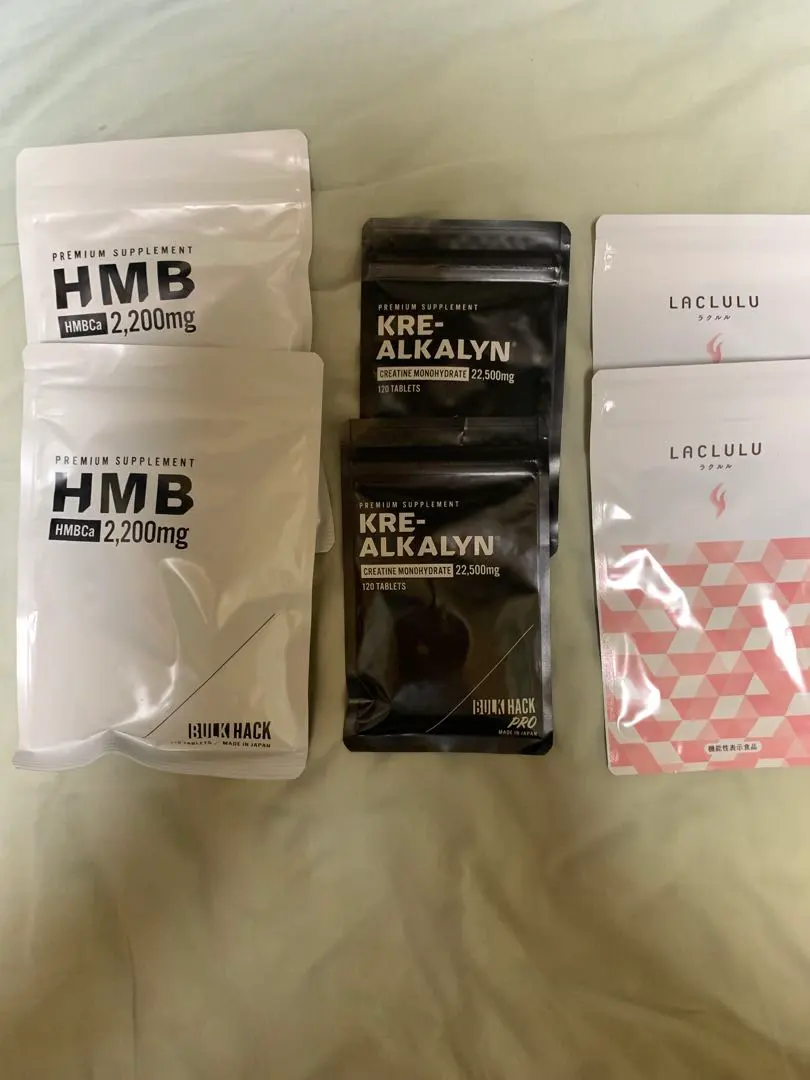 PREMIUM SUPPLEMENT
HMB
HMBCa 2,200mg
PREMIUM SUPPLEMENT
HMB
HMBCa 2,200mg
BULK HACK
TABLETS MADE IN JAPAN
PREMIUM SUPPLEMENT
KRE-
ALKALYN®
CREATINE MONOHYDRATE 22,500mg
120 TABLETS
PREMIUM SUPPLEMENT
KRE-
ALKALYN®
CREATINE MONOHYDRATE 22,500mg
120 TABLETS
BULK HACK
PRO
MADE IN JAPAN
LACLULU
ラクルル
LACLULU
ラクルル
機能性表示食品